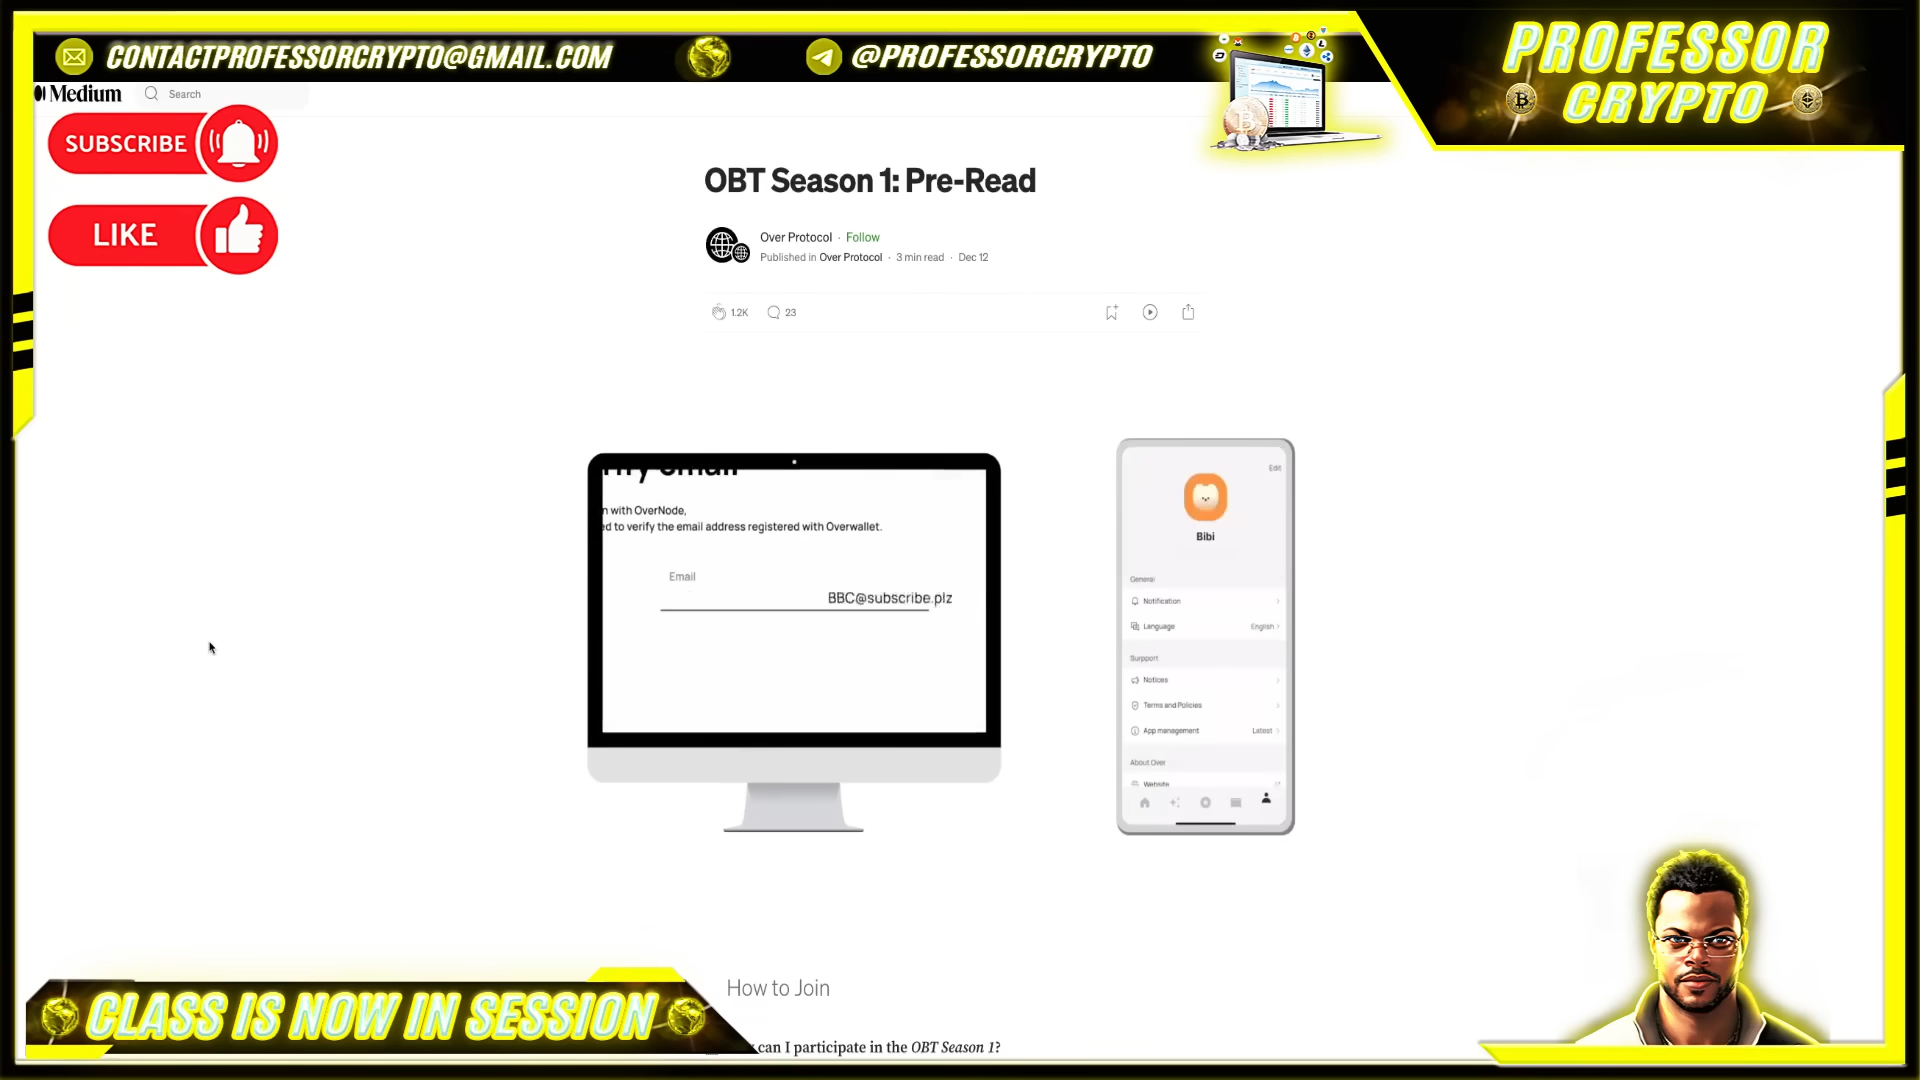 CONTACTPROFESSORCRYPTO@GMAIL.COM
@PROFESSORCRYPTO
PROFESSOR
CRYPTO
Medium
Search
SUBSCRIBE
LIKE
OBT Season 1: Pre-Read
Over Protocol · Follow
Published in Over Protocol · 3 min read · Dec 12
1.2K
23
n with OverNode,
ed to verify the email address registered with Overwallet.
Email
BBC@subscribe.plz
Edit
Bibi
General
Notification
Language English
Surpport
Notices
Terms and Policies
App management Latest
About Over
Website
How to Join
can I participate in the OBT Season 1?
CLASS IS NOW IN SESSION